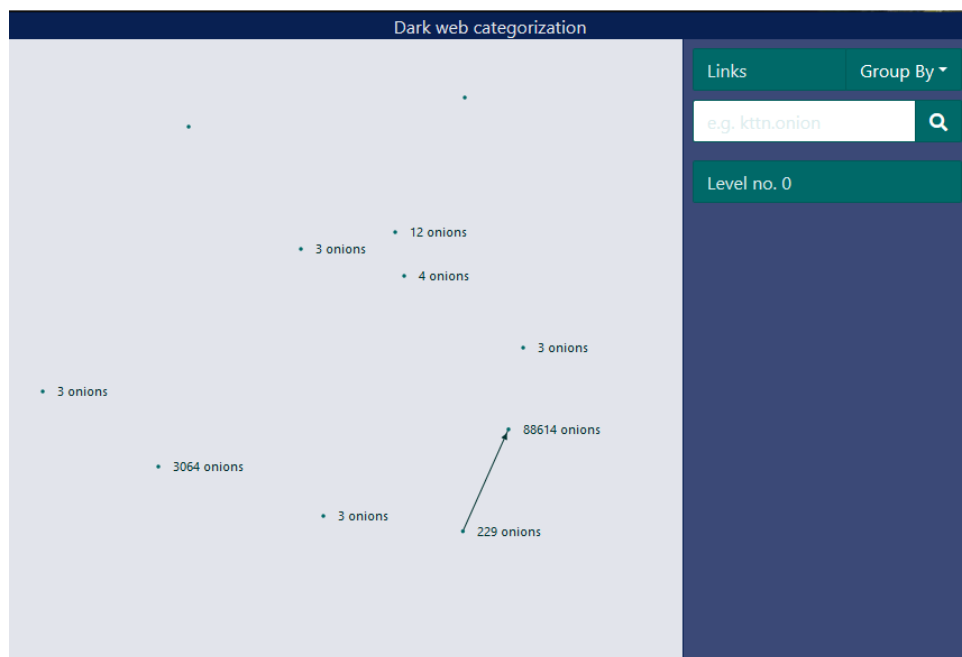 Dark web categorization
Links
Group By
e.g. kttn.onion
Level no. 0
12 onions
3 onions
4 onions
3 onions
3 onions
88614 onions
3064 onions
3 onions
229 onions